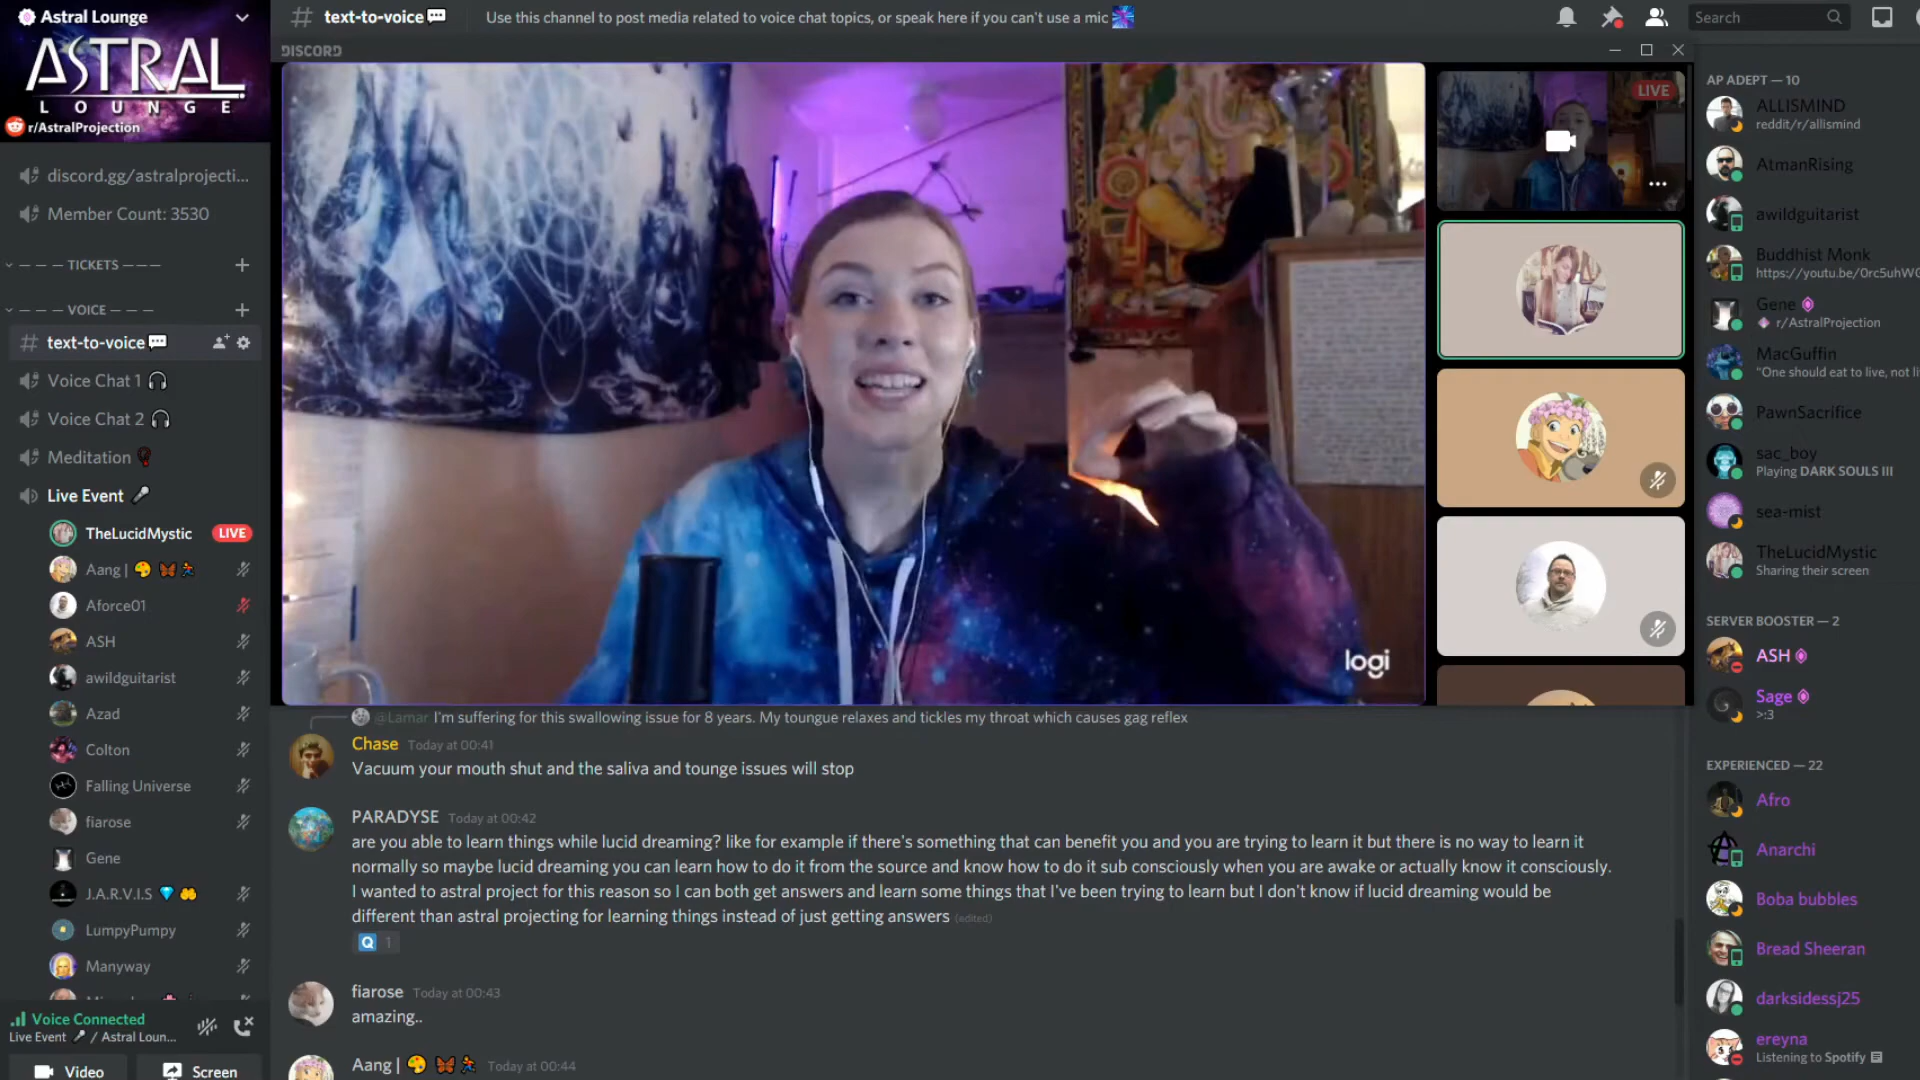 Astral Lounge
ASTRAL
LOUNGE
r/AstralProjection
discord.gg/astralprojecti...
Member Count: 3530
— — — TICKETS — — —
— — — VOICE — — —
text-to-voice
Voice Chat 1
Voice Chat 2
Meditation
Live Event
TheLucidMystic LIVE
Aang |
Aforce01
ASH
awildguitarist
Azad
Colton
Falling Universe
fiarose
Gene
J.A.R.V.I.S
LumpyPumpy
Manyway
Voice Connected
Live Event / Astral Loun...
Video
Screen
text-to-voice
Use this channel to post media related to voice chat topics, or speak here if you can't use a mic
Search
DISCORD
LIVE
logi
@Lamar I'm suffering for this swallowing issue for 8 years. My toungue relaxes and tickles my throat which causes gag reflex
Chase Today at 00:41
Vacuum your mouth shut and the saliva and tounge issues will stop
PARADYSE Today at 00:42
are you able to learn things while lucid dreaming? like for example if there's something that can benefit you and you are trying to learn it but there is no way to learn it
normally so maybe lucid dreaming you can learn how to do it from the source and know how to do it sub consciously when you are awake or actually know it consciously.
I wanted to astral project for this reason so I can both get answers and learn some things that I've been trying to learn but I don't know if lucid dreaming would be
different than astral projecting for learning things instead of just getting answers (edited)
Q 1
fiarose Today at 00:43
amazing..
Aang | Today at 00:44
AP ADEPT — 10
ALLISMIND
reddit/r/allismind
AtmanRising
awildguitarist
Buddhist Monk
https://youtu.be/0rc5uhWG
Gene
r/AstralProjection
MacGuffin
"One should eat to live, not li
PawnSacrifice
sac_boy
Playing DARK SOULS III
sea-mist
TheLucidMystic
Sharing their screen
SERVER BOOSTER — 2
ASH
Sage
>:3
EXPERIENCED — 22
Afro
Anarchi
Boba bubbles
Bread Sheeran
darksidessj25
ereyna
Listening to Spotify